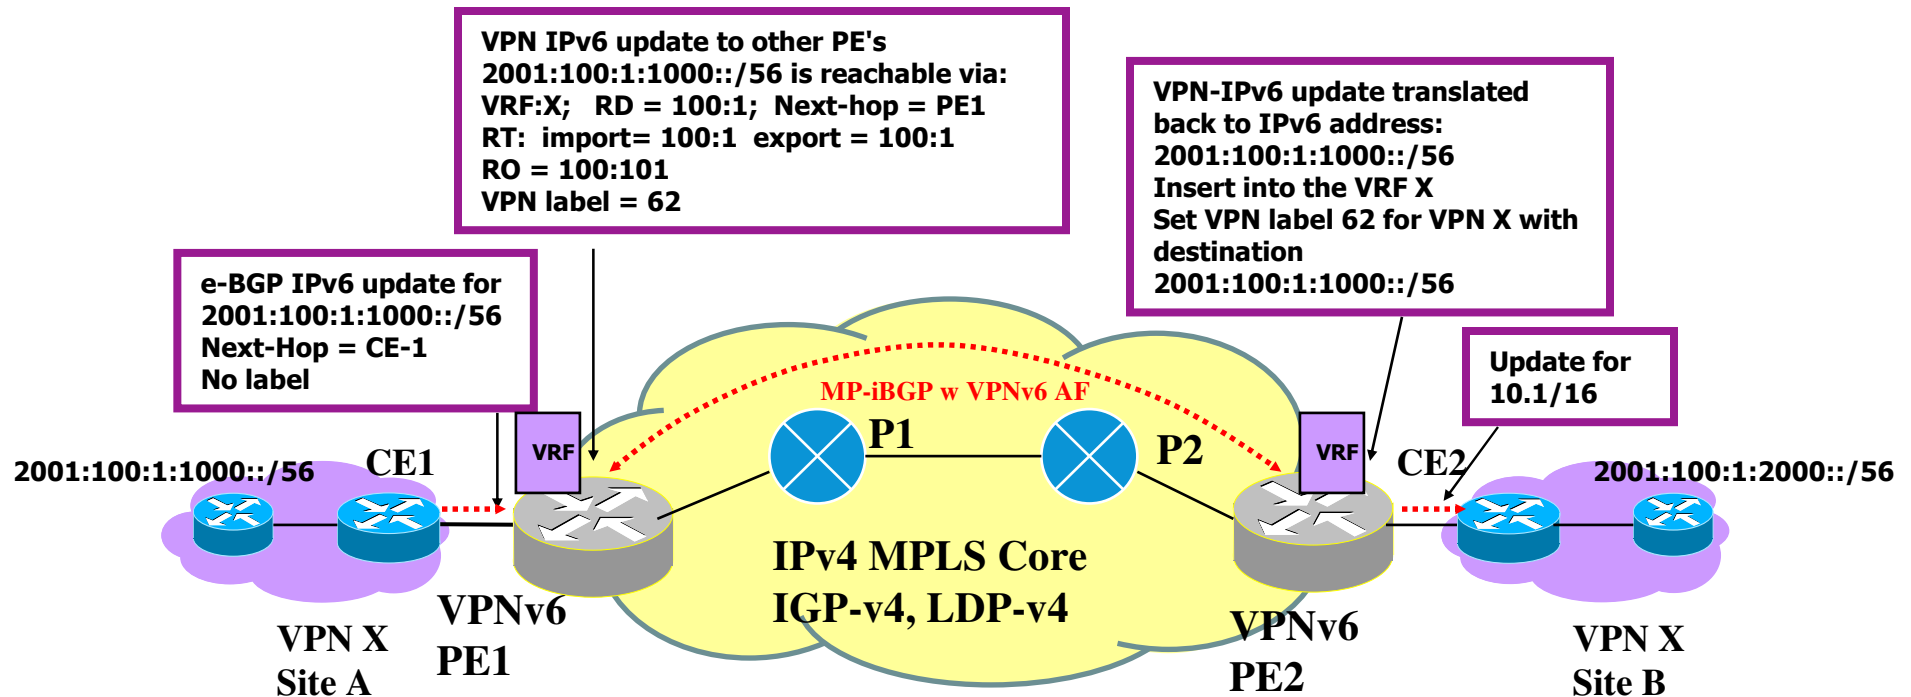 VPN IPv6 update to other PE's
2001:100:1:1000::/56 is reachable via:
VRF:X;   RD = 100:1;  Next-hop = PE1
RT:  import= 100:1  export = 100:1
RO = 100:101
VPN label = 62
VPN-IPv6 update translated
back to IPv6 address:
2001:100:1:1000::/56
Insert into the VRF X
Set VPN label 62 for VPN X with
destination
2001:100:1:1000::/56
e-BGP IPv6 update for
2001:100:1:1000::/56
Next-Hop = CE-1
No label
Update for
10.1/16
MP-iBGP w VPNv6 AF
VRF
P1
P2
VRF
CE1
CE2
2001:100:1:1000::/56
2001:100:1:2000::/56
IPv4 MPLS Core
IGP-v4, LDP-v4
VPNv6
PE1
VPNv6
PE2
VPN X
Site A
VPN X
Site B